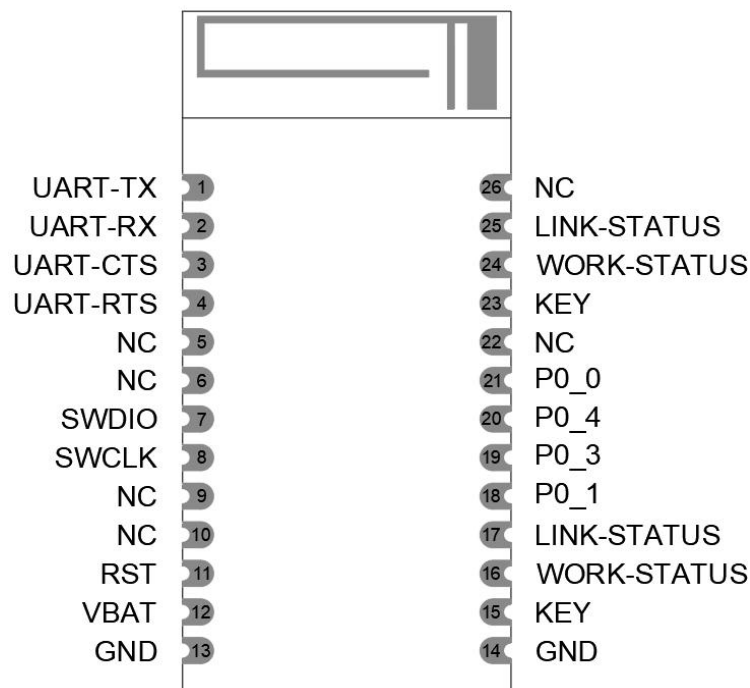 UART-TX 1 26 NC
UART-RX 2 25 LINK-STATUS
UART-CTS 3 24 WORK-STATUS
UART-RTS 4 23 KEY
NC 5 22 NC
NC 6 21 P0_0
SWDIO 7 20 P0_4
SWCLK 8 19 P0_3
NC 9 18 P0_1
NC 10 17 LINK-STATUS
RST 11 16 WORK-STATUS
VBAT 12 15 KEY
GND 13 14 GND